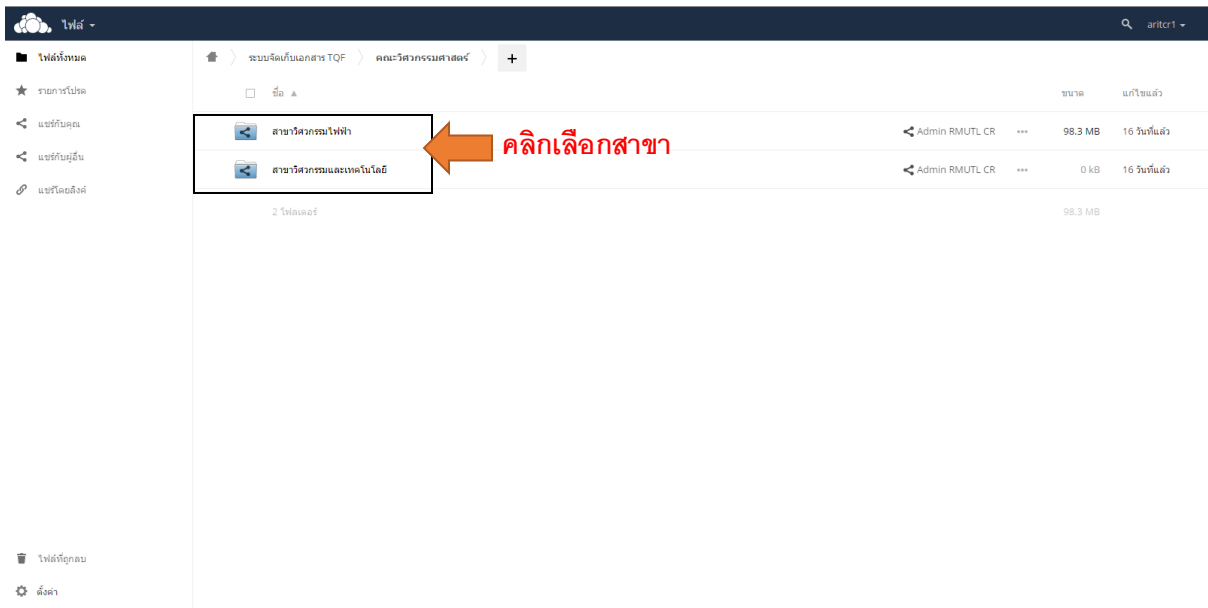 ไฟล์
aritcr1
ไฟล์ทั้งหมด
ระบบจัดเก็บเอกสาร TQF
คณะวิศวกรรมศาสตร์
+
รายการโปรด
ชื่อ
ขนาด
แก้ไขแล้ว
แชร์กับคุณ
สาขาวิศวกรรมไฟฟ้า
คลิกเลือกสาขา
Admin RMUTL CR
98.3 MB
16 วันที่แล้ว
แชร์กับผู้อื่น
สาขาวิศวกรรมและเทคโนโลยี
Admin RMUTL CR
0 kB
16 วันที่แล้ว
แชร์โดยลิงค์
2 โฟลเดอร์
98.3 MB
ไฟล์ที่ถูกลบ
ตั้งค่า